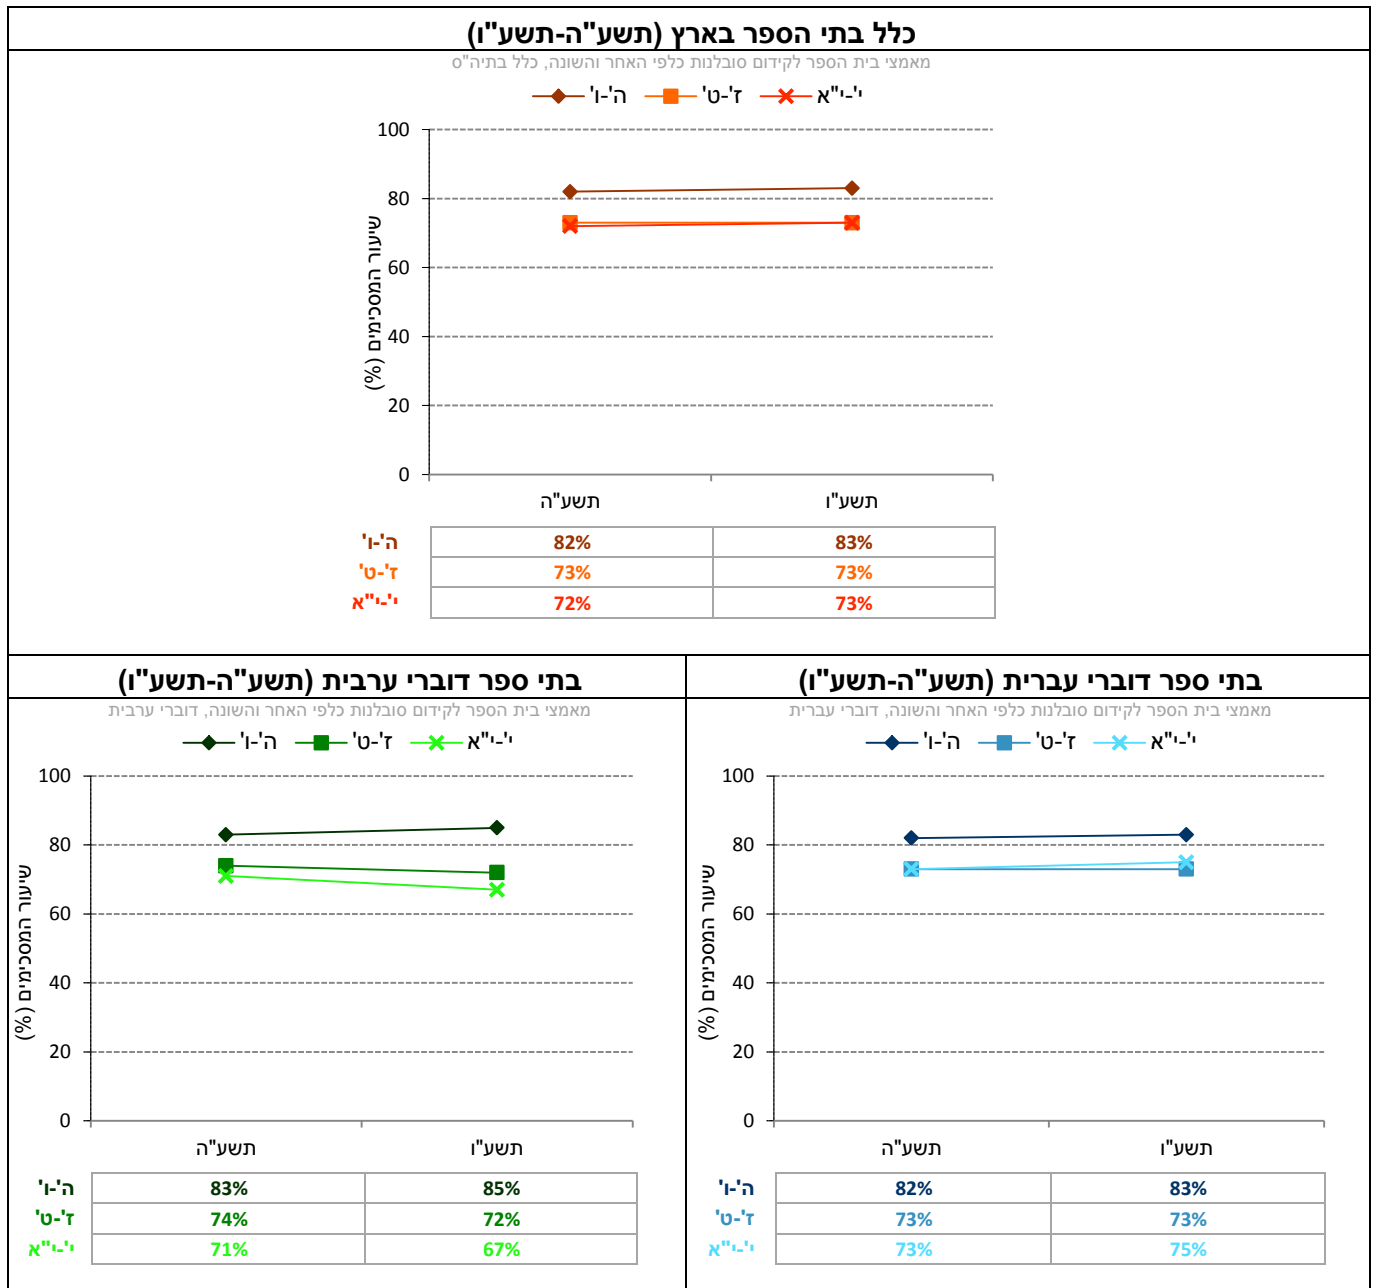 כלל בתי הספר בארץ (תשע"ה-תשע"ו)
מאמצי בית הספר לקידום סובלנות כלפי האחר והשונה, כלל בתיה"ס
ה'-ו' ז'-ט' י'-י"א
שיעור המסכימים (%)
100
80
60
40
20
0
תשע"ה תשע"ו
ה'-ו' 82% 83%
ז'-ט' 73% 73%
י'-י"א 72% 73%
בתי ספר דוברי עברית (תשע"ה-תשע"ו)
מאמצי בית הספר לקידום סובלנות כלפי האחר והשונה, דוברי עברית
ה'-ו' ז'-ט' י'-י"א
שיעור המסכימים (%)
100
80
60
40
20
0
תשע"ה תשע"ו
ה'-ו' 82% 83%
ז'-ט' 73% 73%
י'-י"א 73% 75%
בתי ספר דוברי ערבית (תשע"ה-תשע"ו)
מאמצי בית הספר לקידום סובלנות כלפי האחר והשונה, דוברי ערבית
ה'-ו' ז'-ט' י'-י"א
שיעור המסכימים (%)
100
80
60
40
20
0
תשע"ה תשע"ו
ה'-ו' 83% 85%
ז'-ט' 74% 72%
י'-י"א 71% 67%